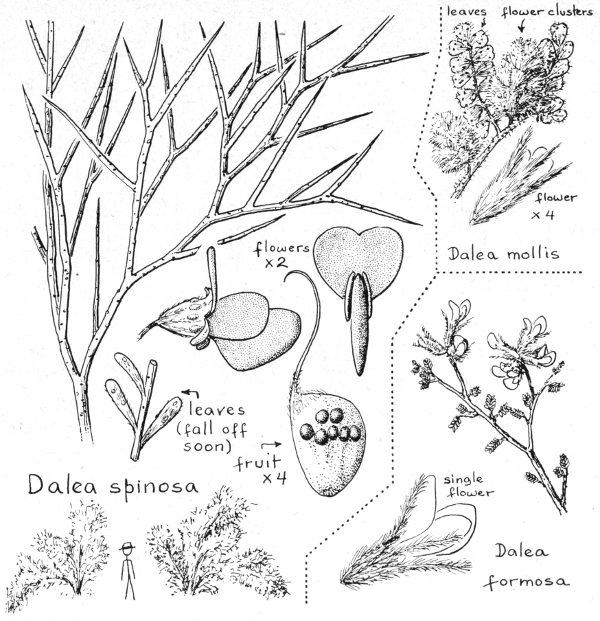 leaves flower clusters
flower
x 4
Dalea mollis
flowers
x 2
leaves
(fall off
soon)
fruit
x 4
Dalea spinosa
single
flower
Dalea
formosa